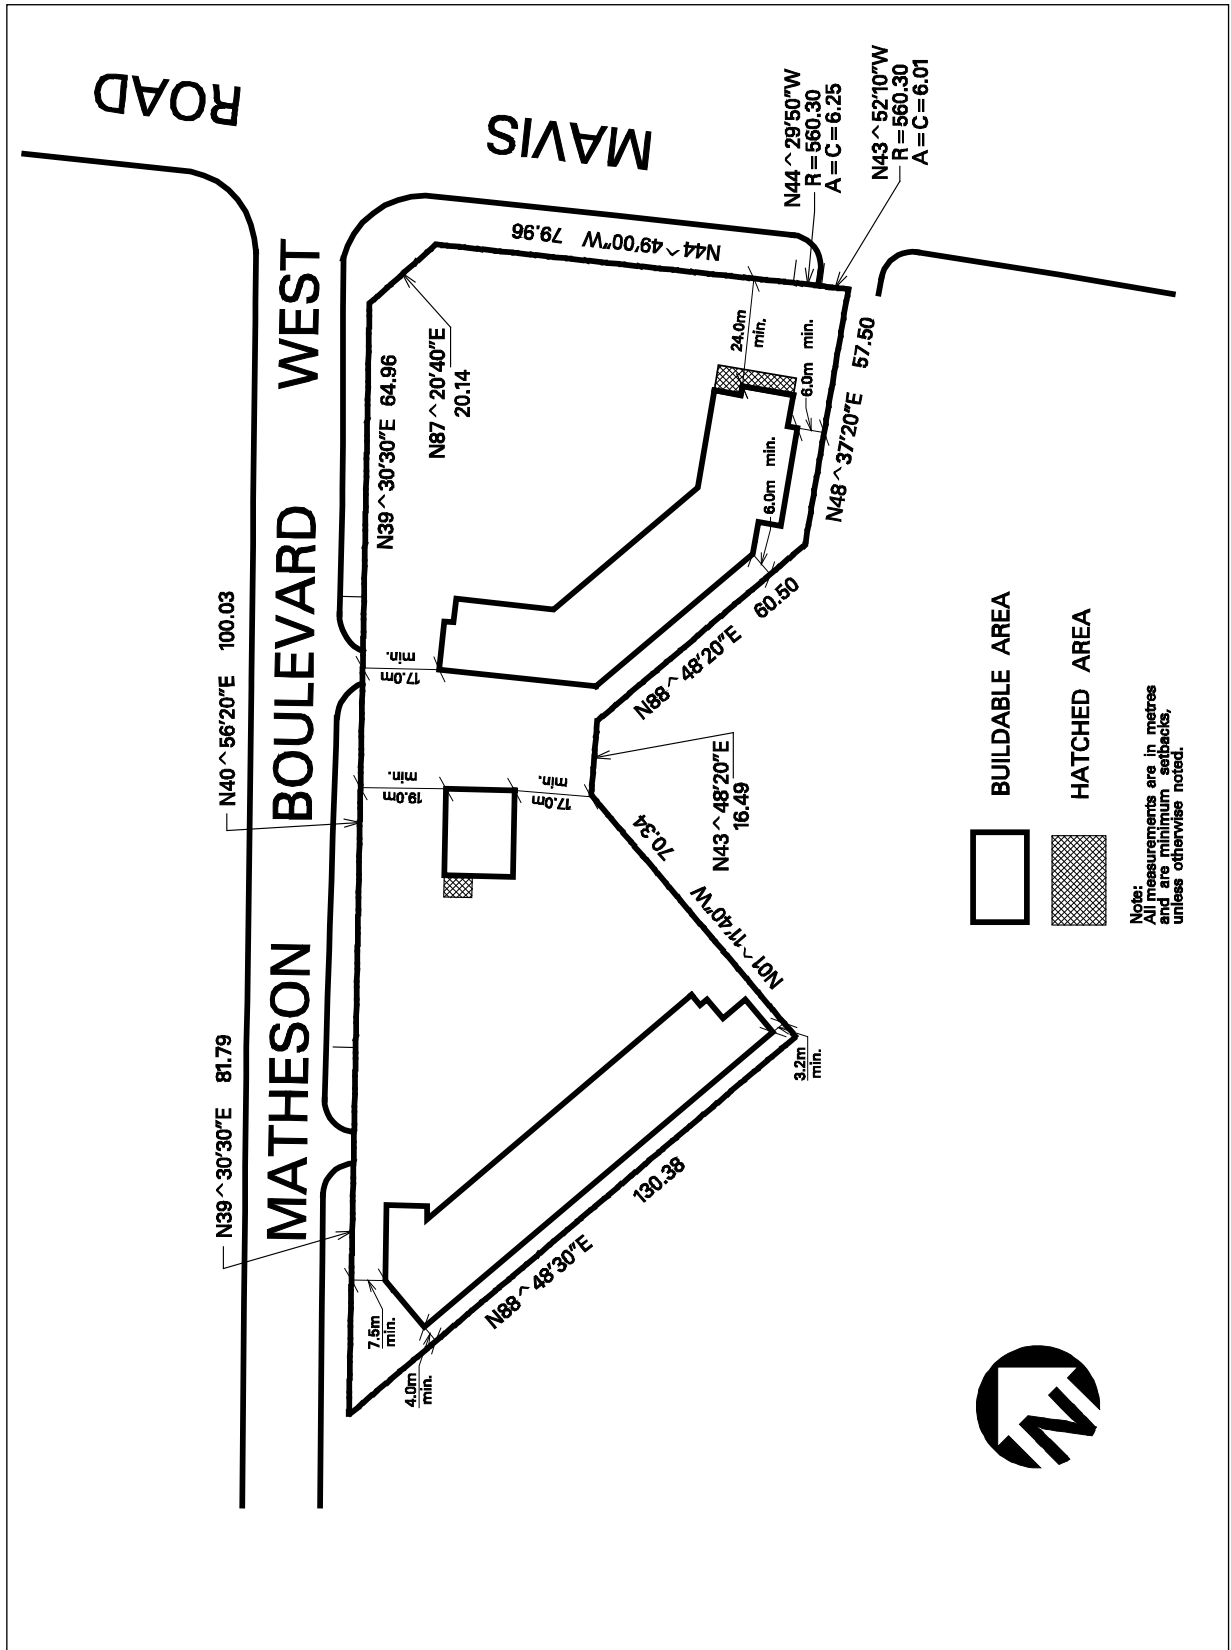 MAVIS
ROAD
MATHESON BOULEVARD WEST
N39^30'30"E 81.79
N40^56'20"E 100.03
N39^30'30"E 64.96
N87^20'40"E
20.14
N44^49'00"W 79.96
N44^29'50"W
R=560.30
A=C=6.25
N43^52'10"W
R=560.30
A=C=6.01
N48^37'20"E 57.50
N88^48'20"E 60.50
N43^48'20"E
16.49
N01^11'40"W 70.34
N88^48'30"E 130.38
24.0m
min.
6.0m min.
6.0m min.
17.0m
min.
19.0m
min.
17.0m
min.
3.2m
min.
7.5m
min.
4.0m
min.
BUILDABLE AREA
HATCHED AREA
Note:
All measurements are in metres
and are minimum setbacks,
unless otherwise noted.
N